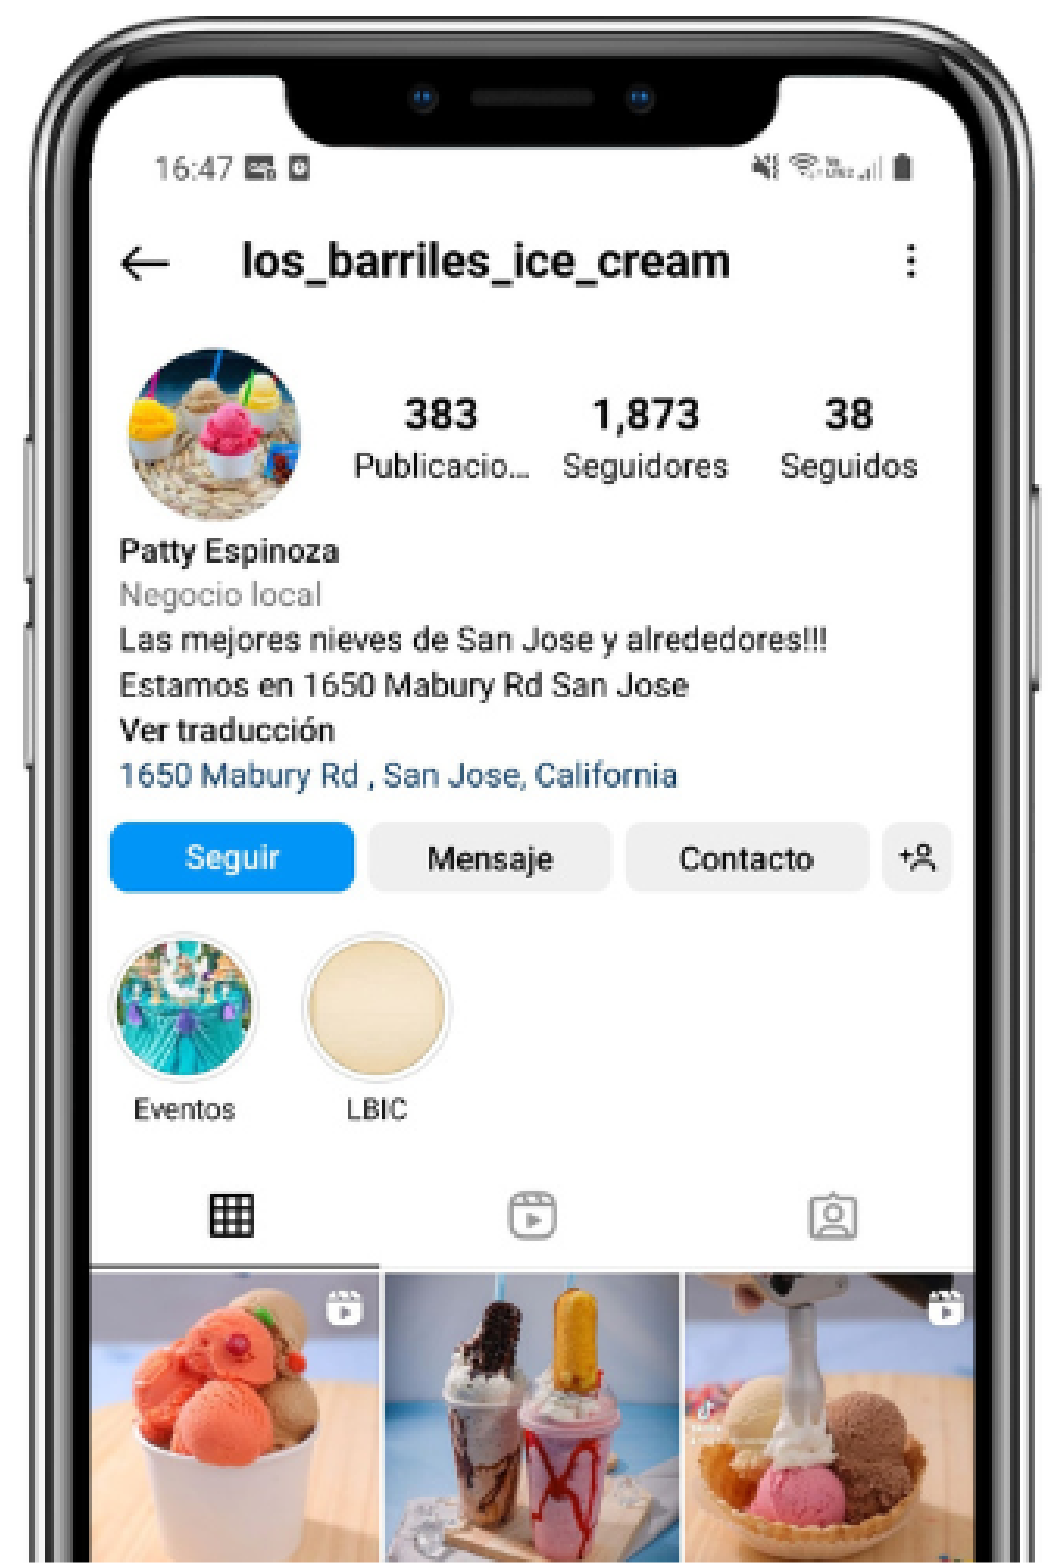 16:47
los_barriles_ice_cream
383 1,873 38
Publicacio... Seguidores Seguidos
Patty Espinoza
Negocio local
Las mejores nieves de San Jose y alrededores!!!
Estamos en 1650 Mabury Rd San Jose
Ver traducción
1650 Mabury Rd , San Jose, California
Seguir Mensaje Contacto
Eventos LBIC